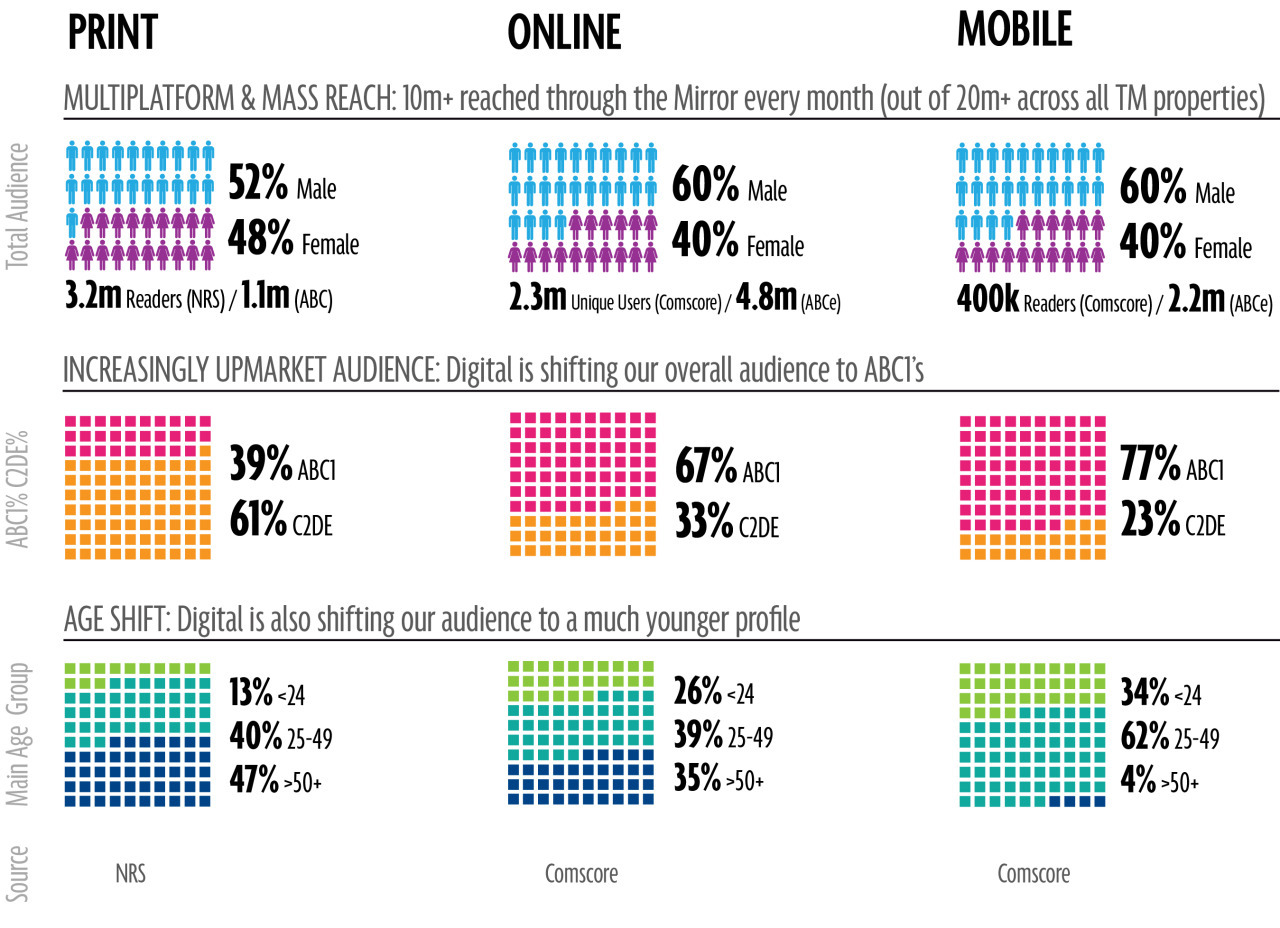 PRINT
ONLINE
MOBILE
MULTIPLATFORM & MASS REACH: 10m+ reached through the Mirror every month (out of 20m+ across all TM properties)
Total Audience
52% Male
48% Female
3.2m Readers (NRS) / 1.1m (ABC)
60% Male
40% Female
2.3m Unique Users (Comscore) / 4.8m (ABCe)
60% Male
40% Female
400k Readers (Comscore) / 2.2m (ABCe)
INCREASINGLY UPMARKET AUDIENCE: Digital is shifting our overall audience to ABC1's
ABC1% C2DE%
39% ABC1
61% C2DE
67% ABC1
33% C2DE
77% ABC1
23% C2DE
AGE SHIFT: Digital is also shifting our audience to a much younger profile
Main Age Group
13% <24
40% 25-49
47% >50+
26% <24
39% 25-49
35% >50+
34% <24
62% 25-49
4% >50+
Source
NRS
Comscore
Comscore